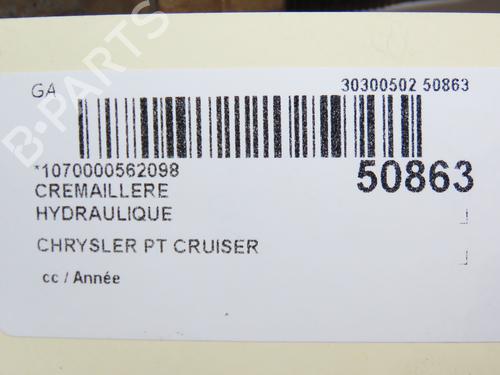 GA
30300502 50863
*1070000562098
50863
CREMAILLERE
HYDRAULIQUE
CHRYSLER PT CRUISER
cc / Année
B-PARTS